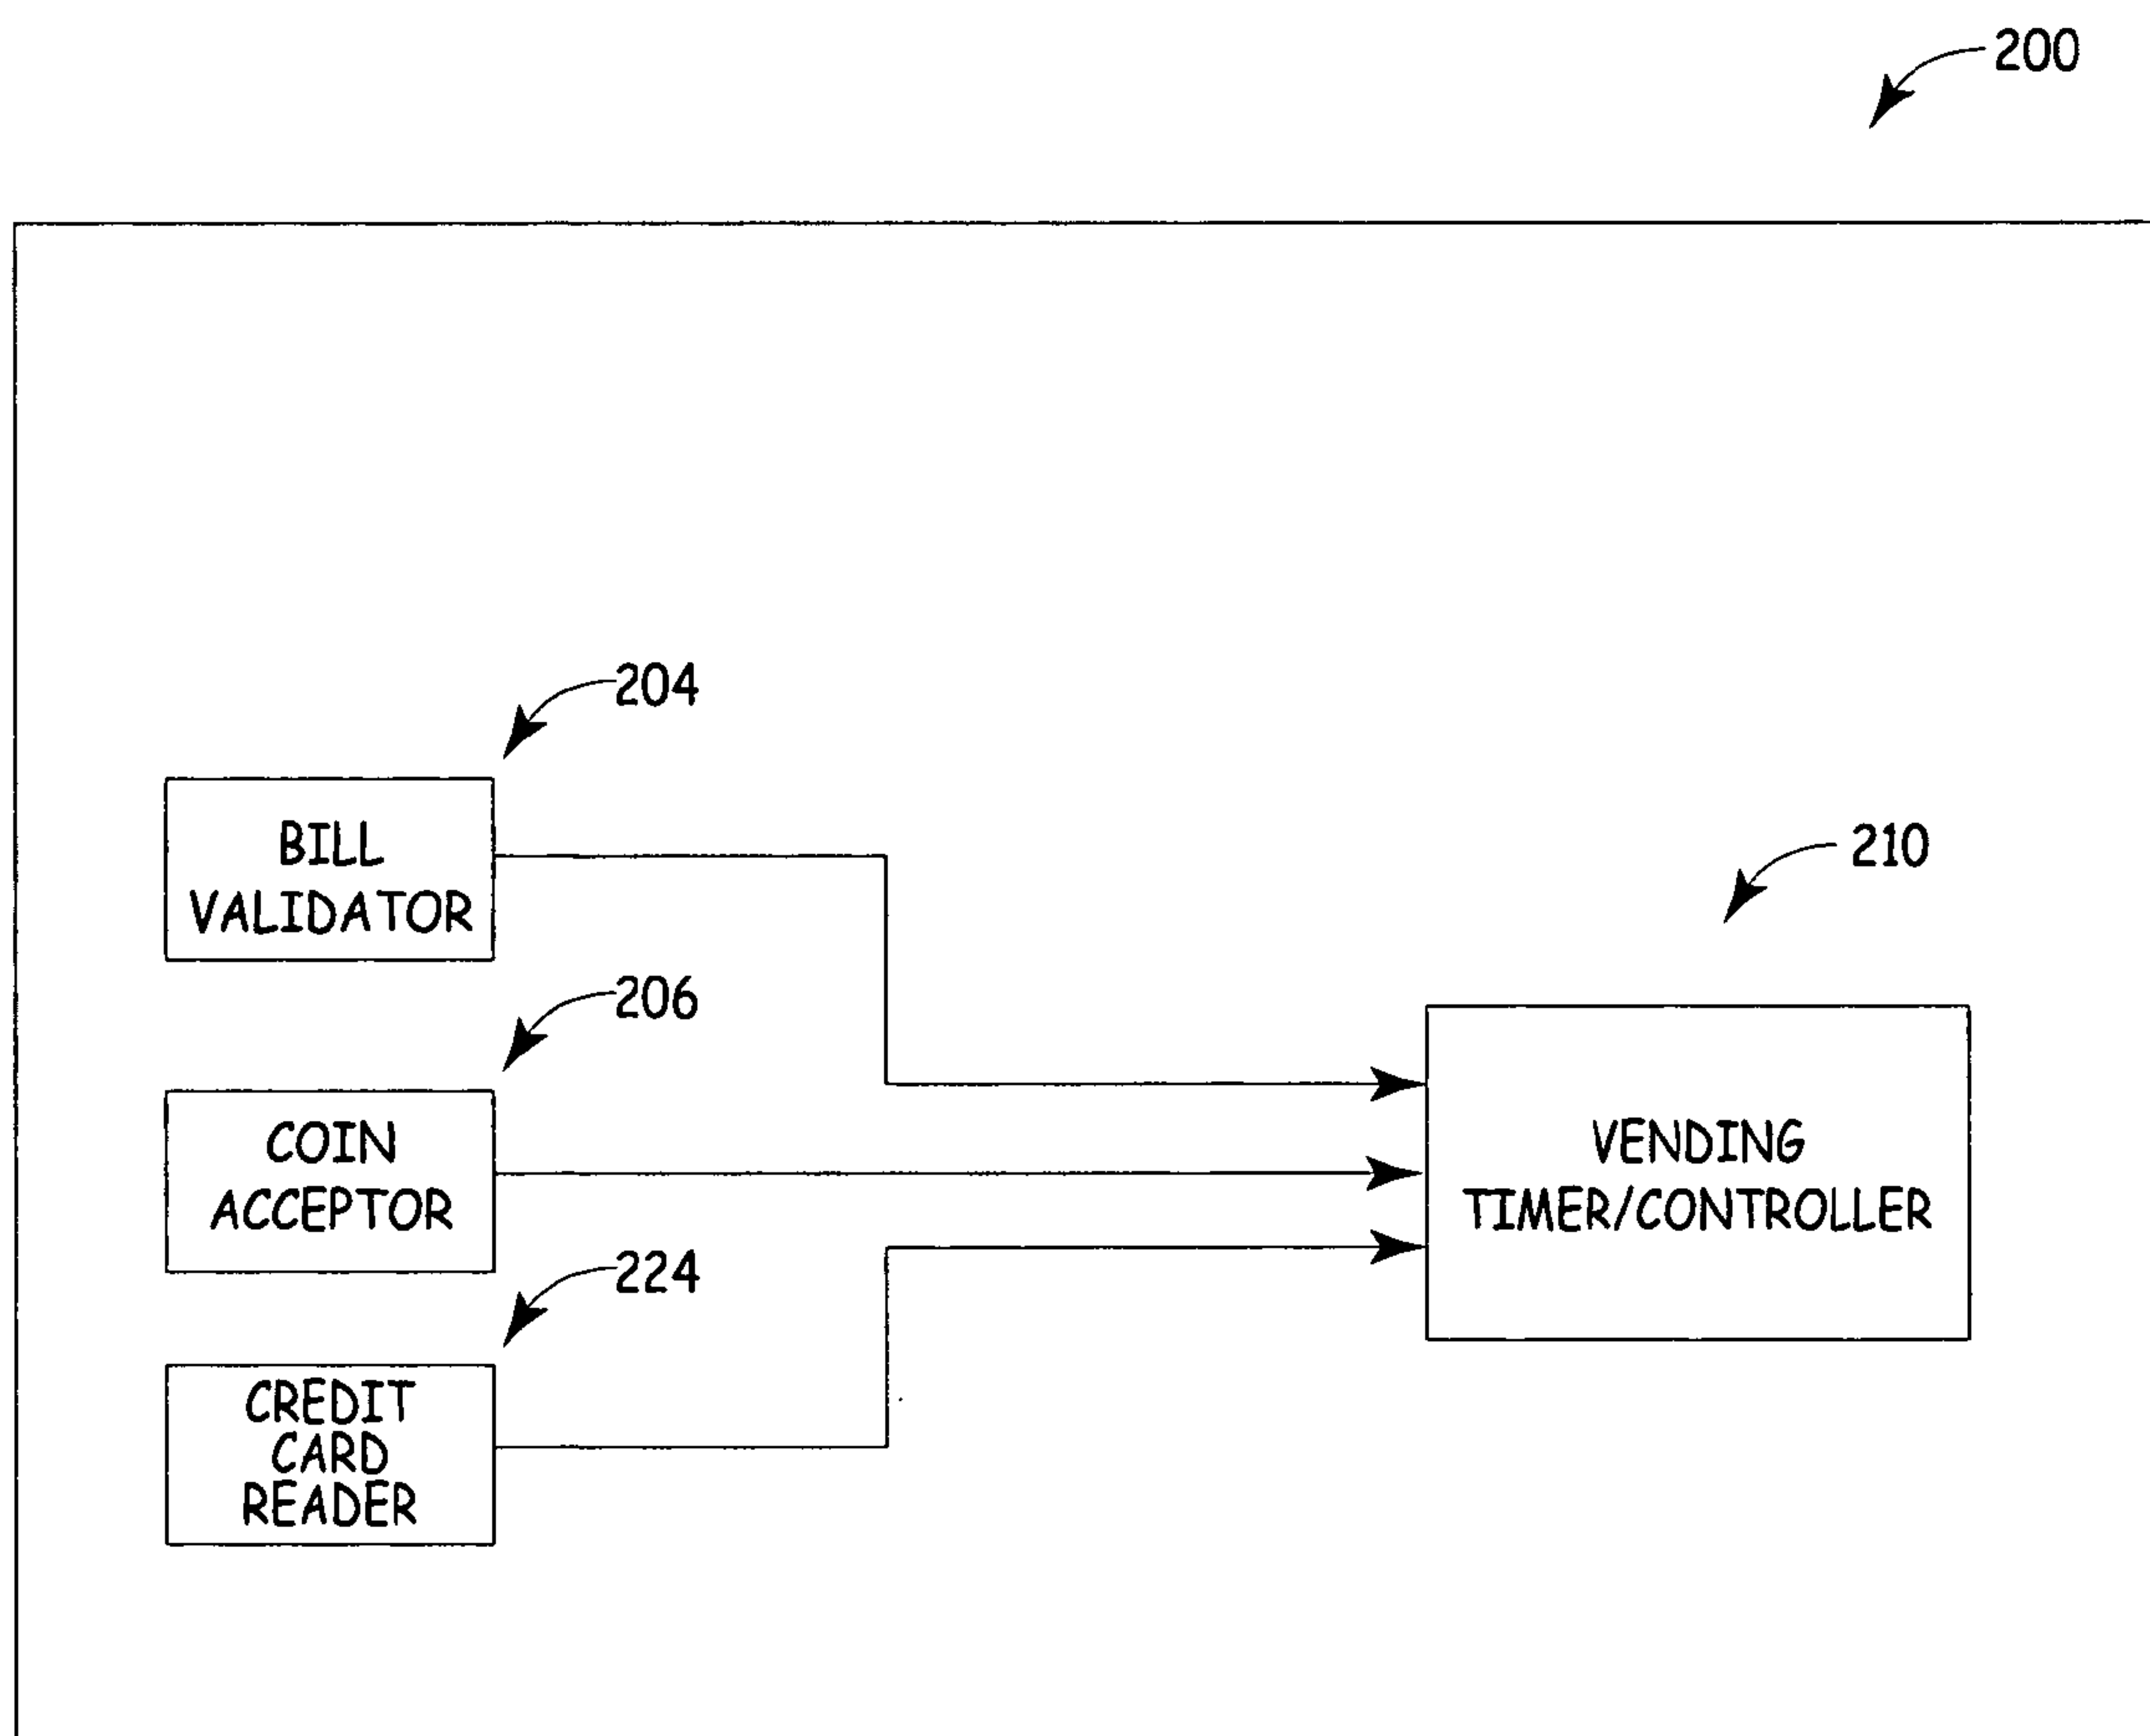 200
204
BILL
VALIDATOR
210
206
COIN
ACCEPTOR
VENDING
TIMER/CONTROLLER
224
CREDIT
CARD
READER